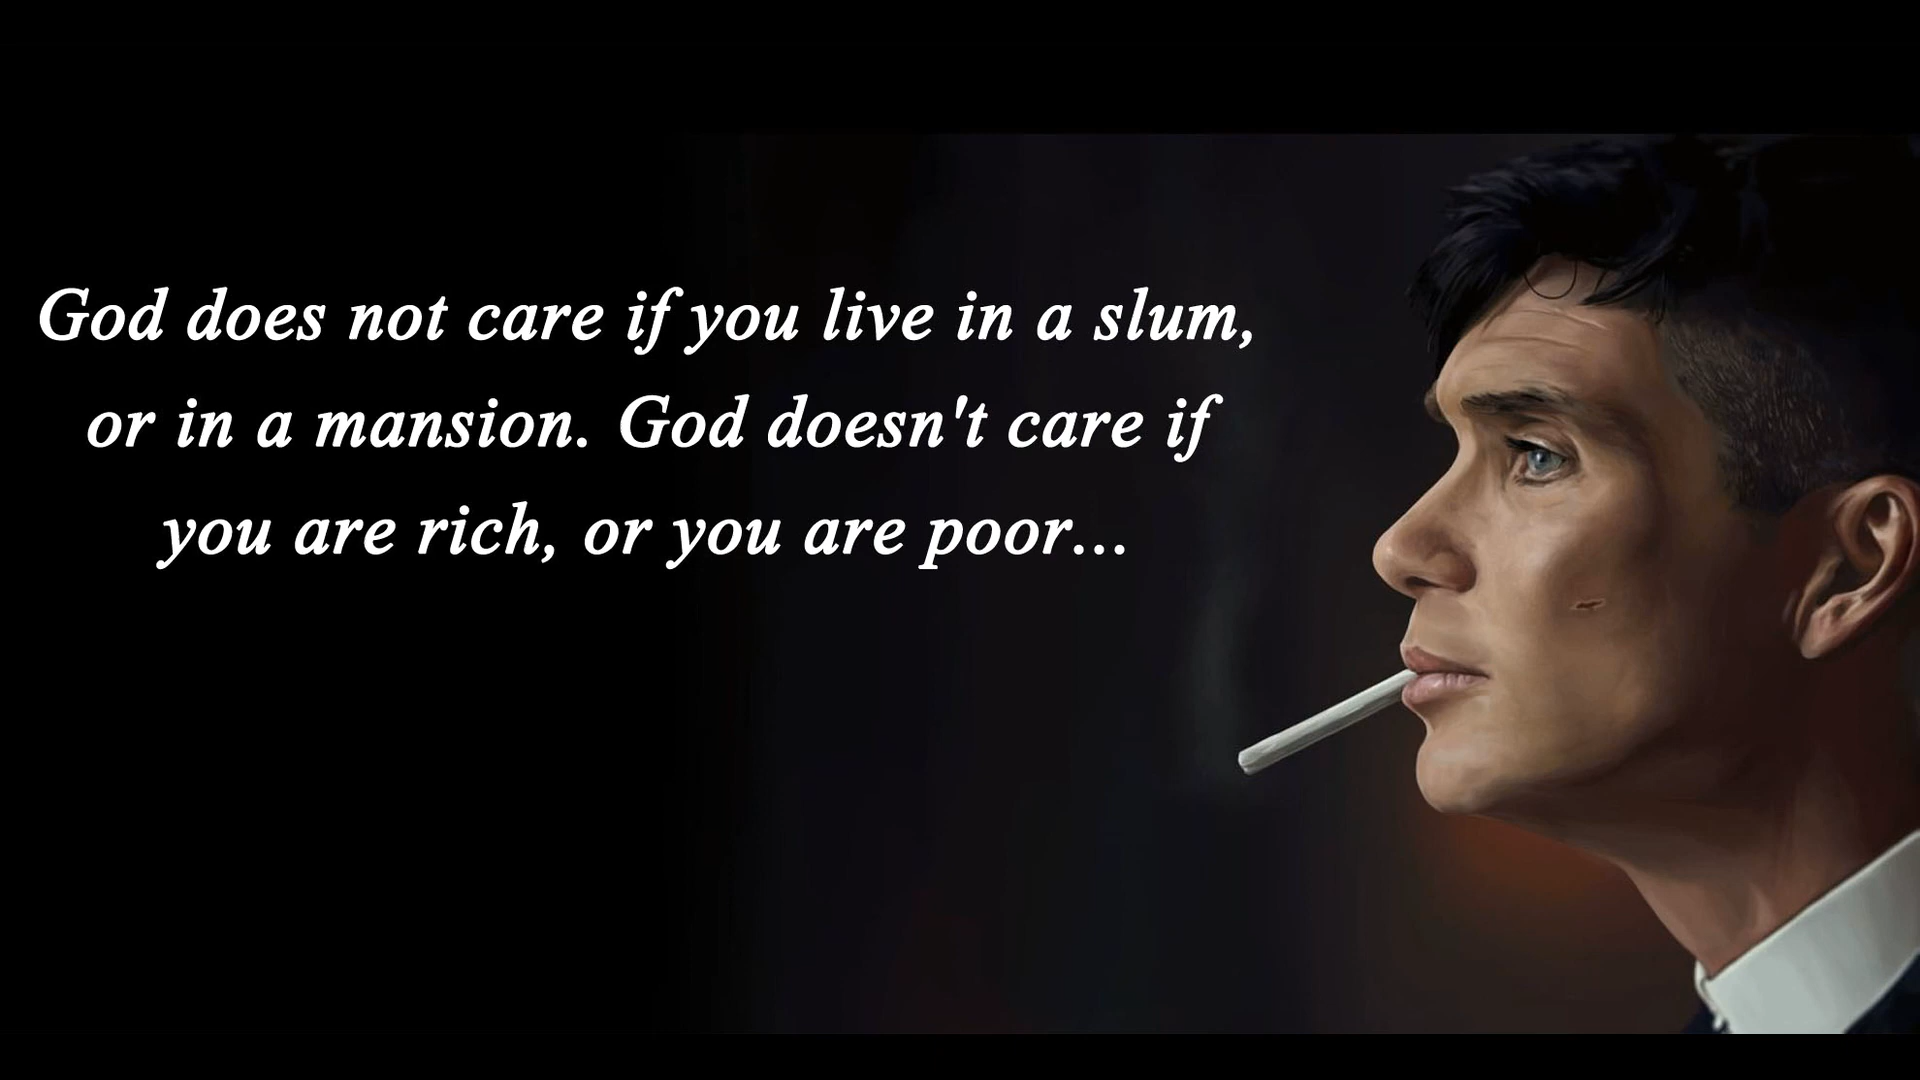 God does not care if you live in a slum,
or in a mansion. God doesn't care if
you are rich, or you are poor...